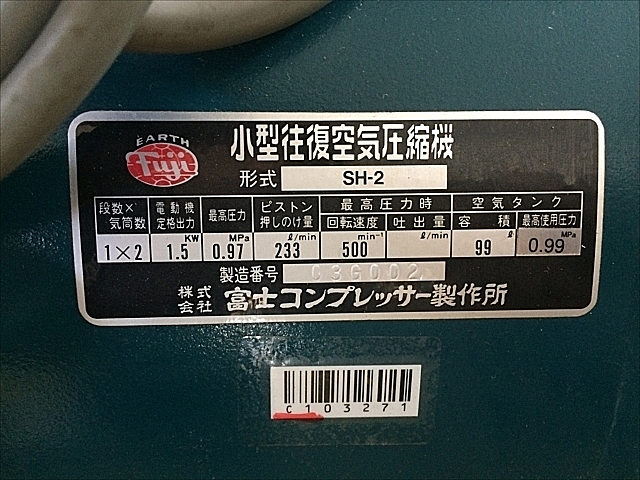 EARTH
Fuji
小型往復空気圧縮機
形式 SH-2
段数×気筒数 電動機定格出力 最高圧力 ピストン押しのけ量 最高圧力時 回転速度 吐出量 空気タンク 容積 最高使用圧力
1×2 1.5 KW 0.97 MPa 233 ℓ/min 500 min⁻¹ ℓ/min 99 ℓ 0.99 MPa
製造番号 C3G002
株式会社 富士コンプレッサー製作所
C103271